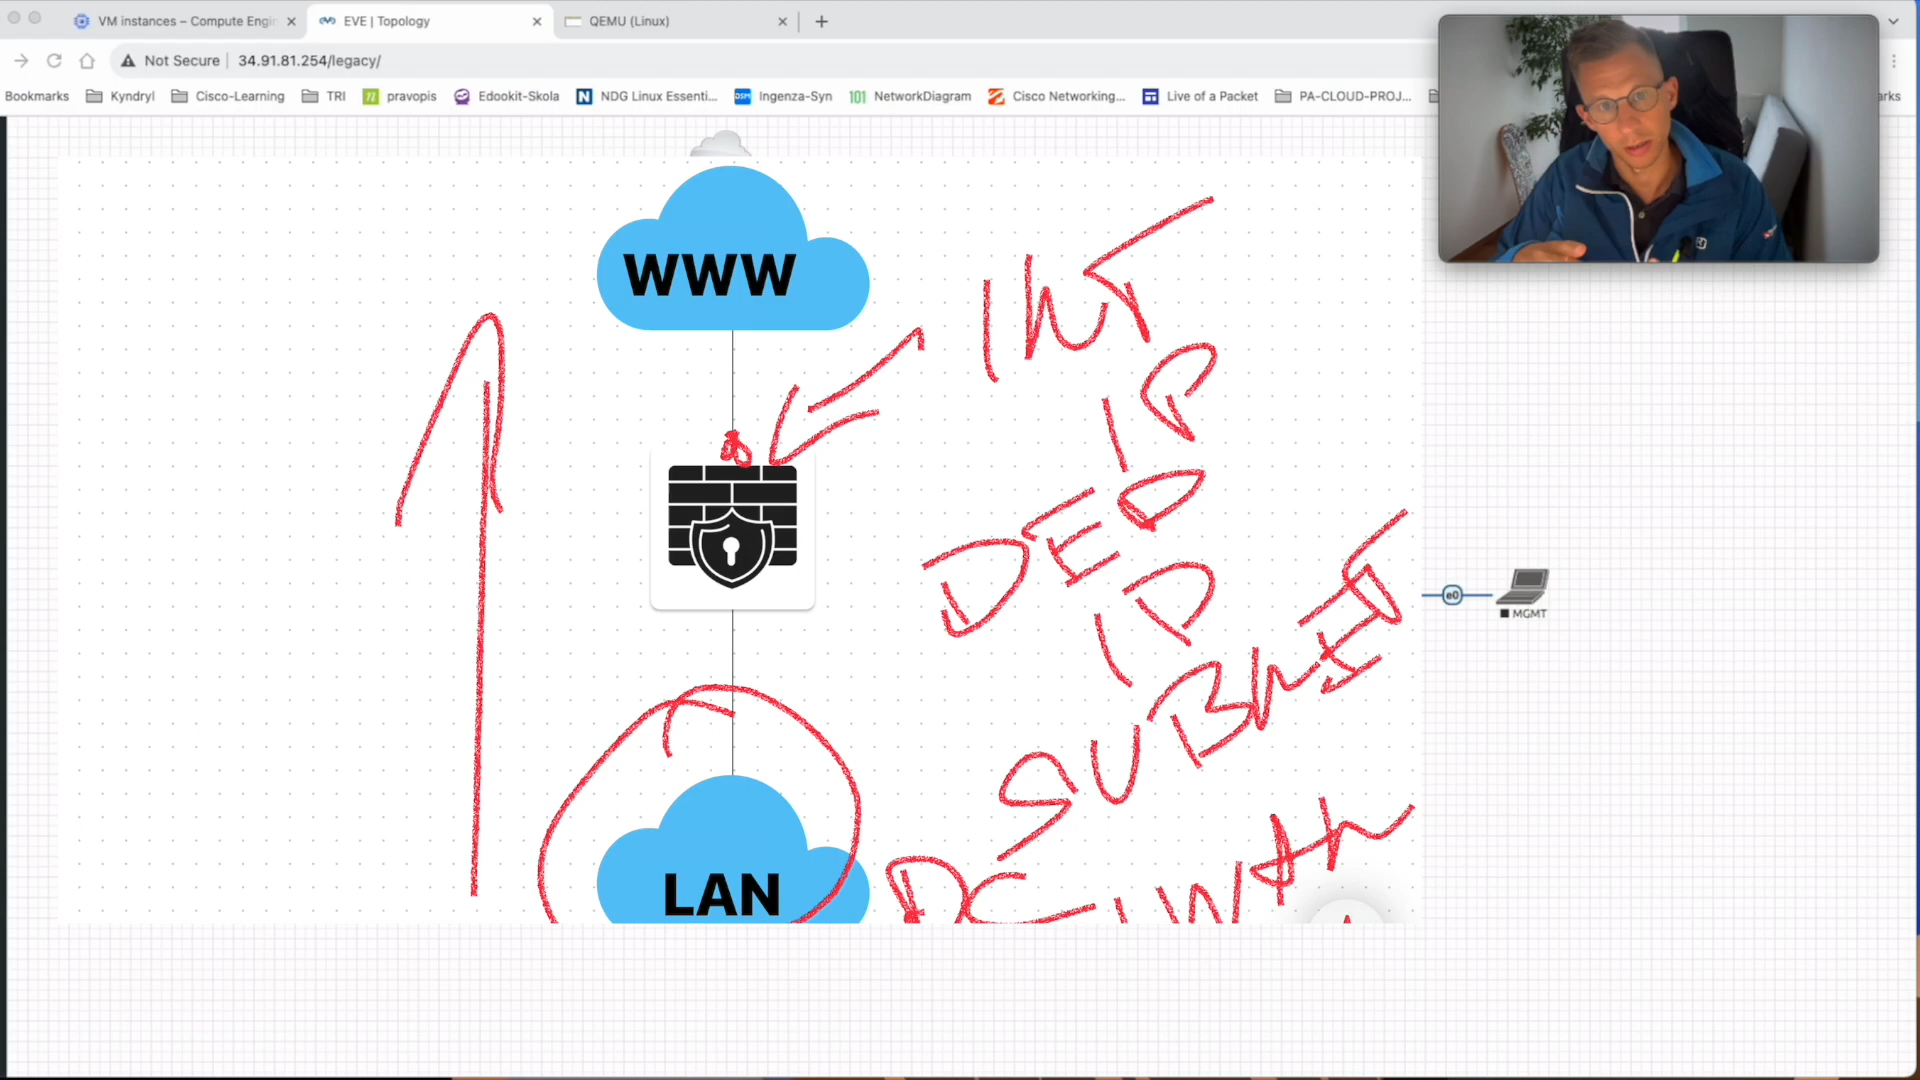 VM instances – Compute Engi
EVE | Topology
QEMU (Linux)
Not Secure
34.91.81.254/legacy/
Bookmarks
Kyndryl
Cisco-Learning
TRI
pravopis
Edookit-Skola
NDG Linux Essenti...
Ingenza-Syn
NetworkDiagram
Cisco Networking...
Live of a Packet
PA-CLOUD-PROJ...
arks
WWW
INT
IP
DED
IP
SUBNET
LAN
e0
MGMT